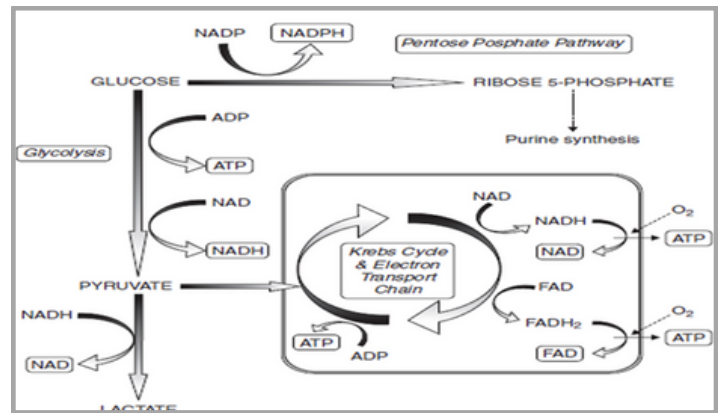 NADP
NADPH
Pentose Posphate Pathway
GLUCOSE
RIBOSE 5-PHOSPHATE
ADP
Purine synthesis
Glycolysis
ATP
NAD
NADH
NAD
NADH
O2
ATP
NAD
Krebs Cycle
& Electron
Transport
Chain
PYRUVATE
FAD
NADH
FADH2
O2
ATP
ATP
ADP
FAD
NAD
LACTATE